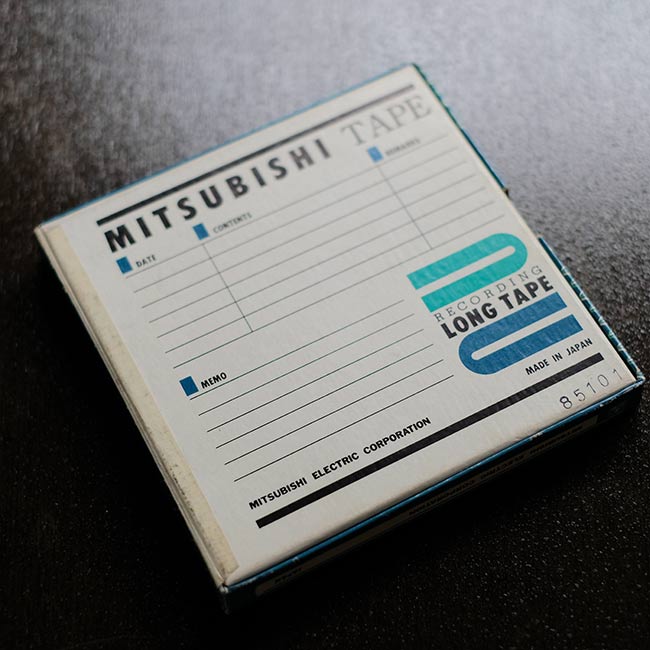 MITSUBISHI TAPE
DATE
CONTENTS
REMARKS
RECORDING
LONG TAPE
MEMO
MADE IN JAPAN
85101
MITSUBISHI ELECTRIC CORPORATION